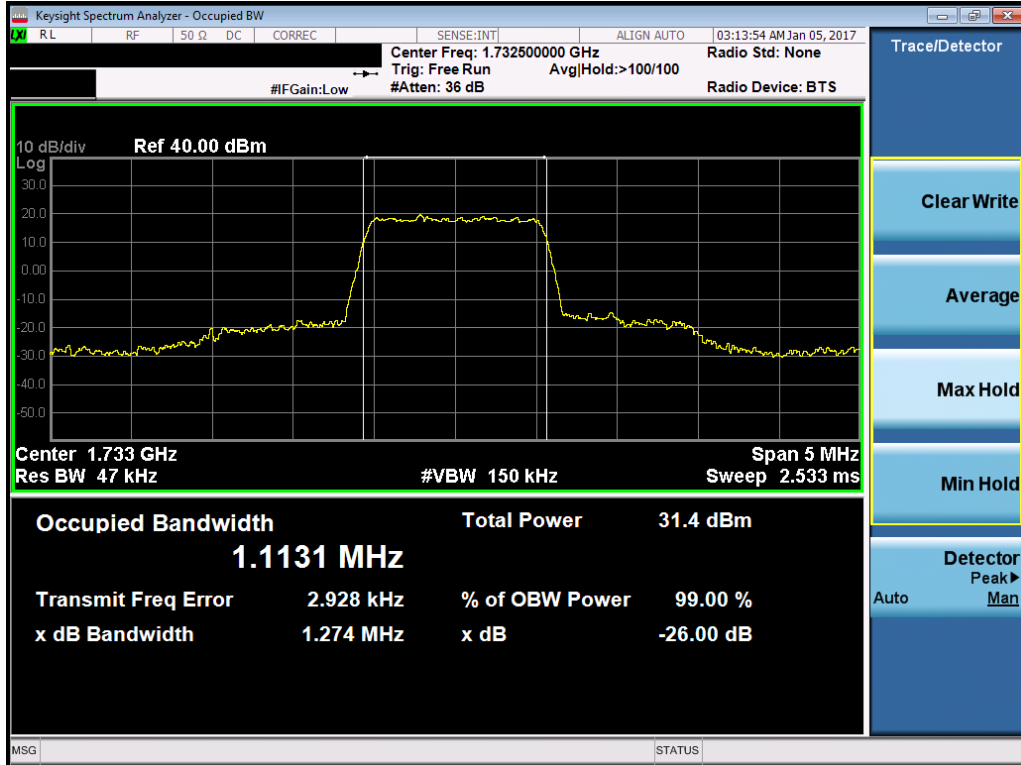 Keysight Spectrum Analyzer - Occupied BW
LXI RL RF 50 Ω DC CORREC SENSE:INT ALIGN AUTO 03:13:54 AM Jan 05, 2017
Center Freq: 1.732500000 GHz Radio Std: None
Trig: Free Run Avg|Hold:>100/100
#IFGain:Low #Atten: 36 dB Radio Device: BTS
Trace/Detector
10 dB/div Ref 40.00 dBm
Log
30.0
20.0
10.0
0.00
-10.0
-20.0
-30.0
-40.0
-50.0
Center 1.733 GHz Span 5 MHz
Res BW 47 kHz #VBW 150 kHz Sweep 2.533 ms
Occupied Bandwidth Total Power 31.4 dBm
1.1131 MHz
Transmit Freq Error 2.928 kHz % of OBW Power 99.00 %
x dB Bandwidth 1.274 MHz x dB -26.00 dB
Clear Write
Average
Max Hold
Min Hold
Detector
Peak▶
Auto Man
MSG STATUS